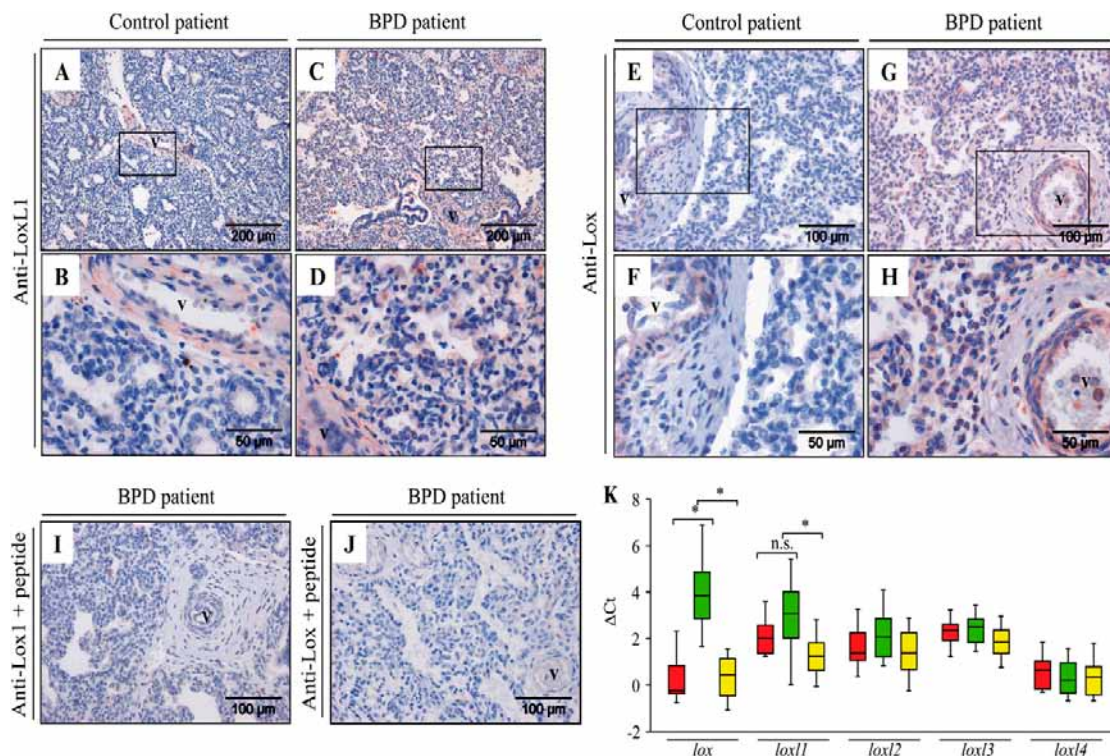 Control patient
BPD patient
Control patient
BPD patient
Anti-LoxL1
A
v
200 µm
C
v
200 µm
B
v
50 µm
D
v
50 µm
Anti-Lox
E
v
100 µm
G
v
100 µm
F
v
50 µm
H
v
50 µm
BPD patient
BPD patient
Anti-Lox1 + peptide
I
v
100 µm
Anti-Lox + peptide
J
v
100 µm
K
ΔCt
8
6
4
2
0
-2
*
*
n.s.
*
lox
loxl1
loxl2
loxl3
loxl4